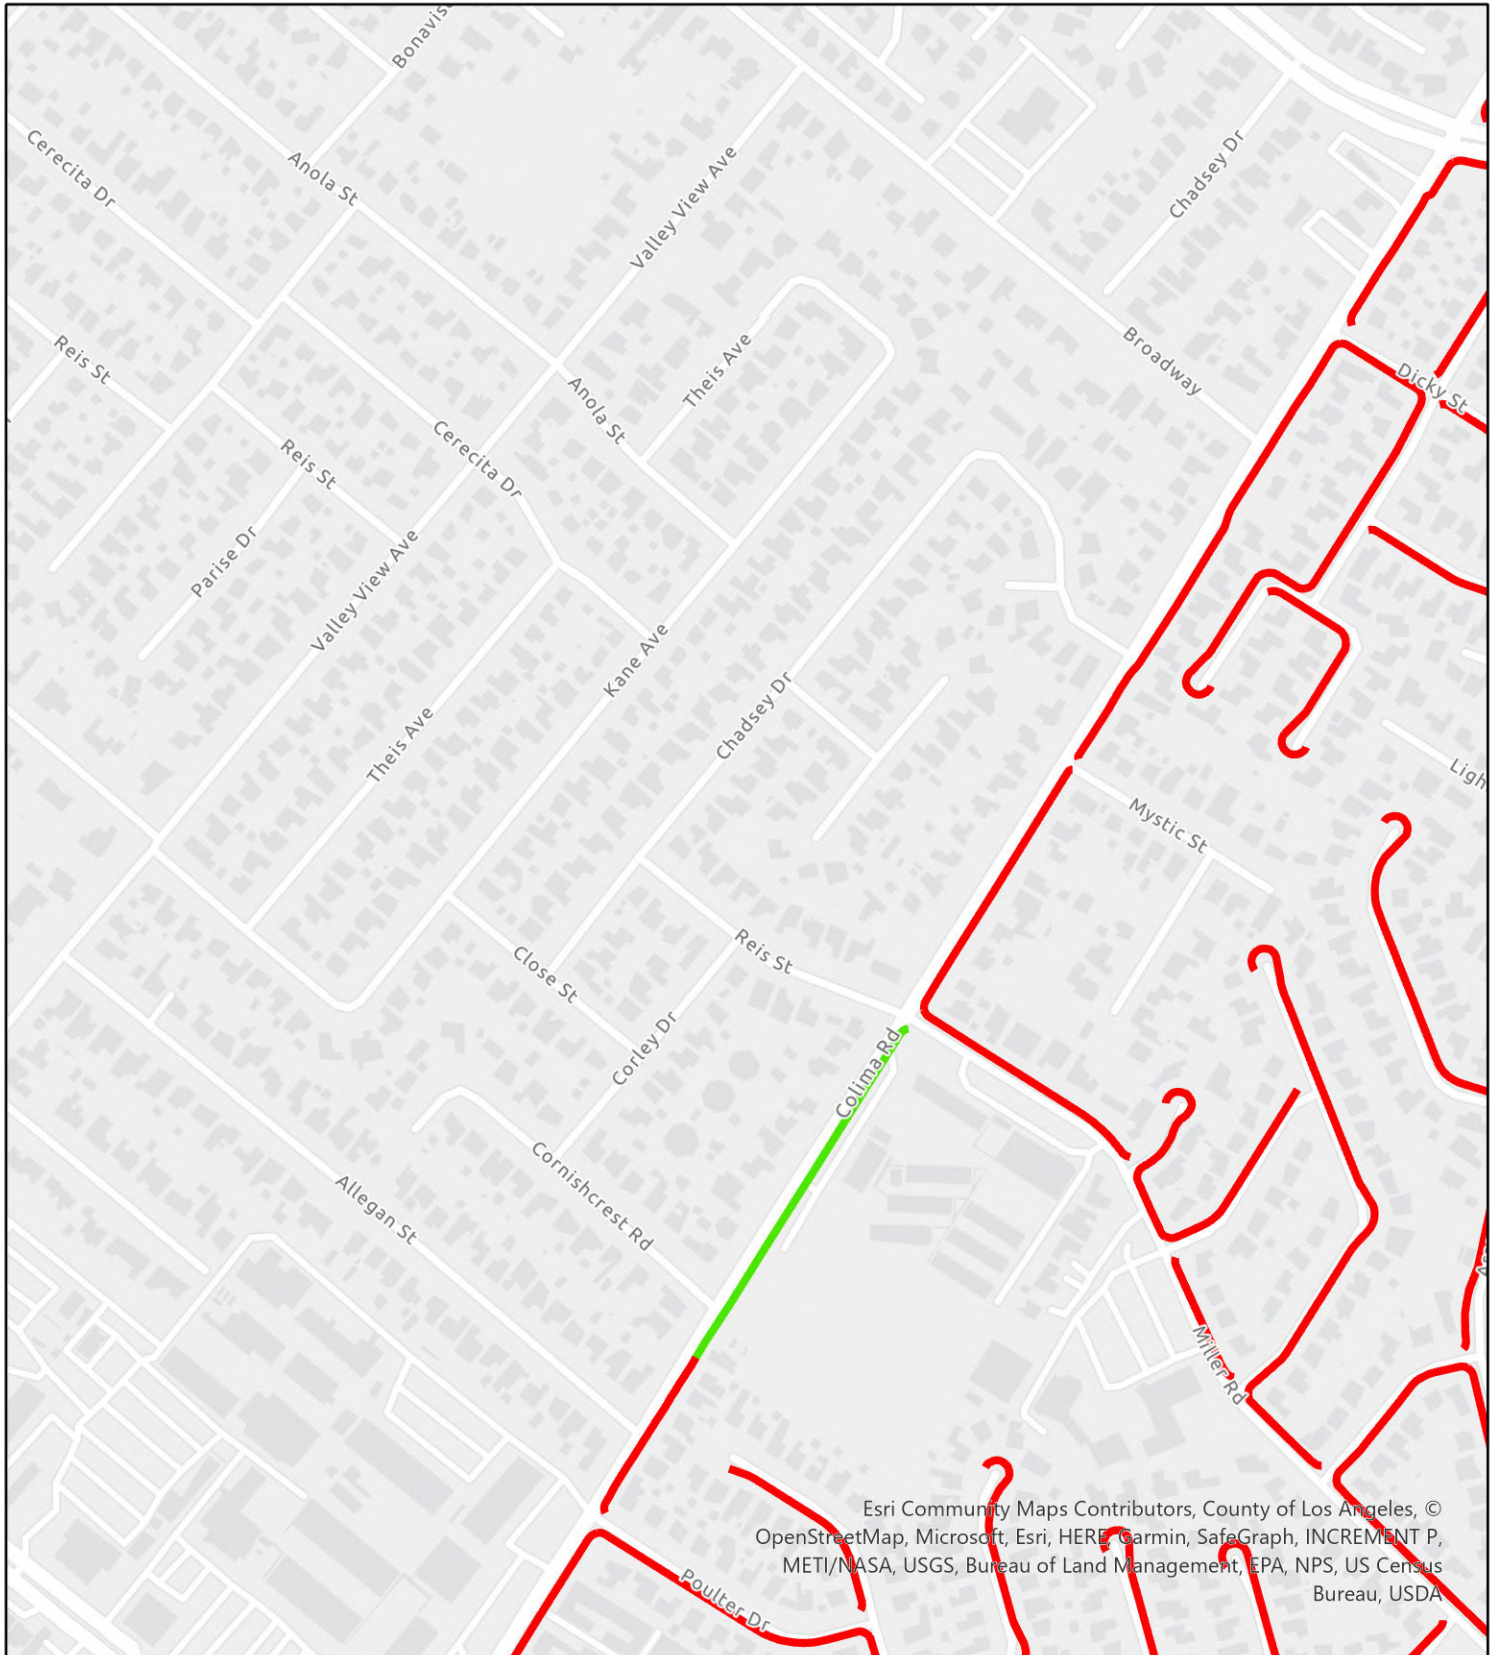 Bonavis
Cerecita Dr
Anola St
Valley View Ave
Chadsey Dr
Reis St
Theis Ave
Broadway
Dicky St
Anola St
Cerecita Dr
Reis St
Parise Dr
Valley View Ave
Kane Ave
Chadsey Dr
Theis Ave
Ligh
Mystic St
Reis St
Close St
Corley Dr
Colima Rd
Cornishcrest Rd
Allegan St
Miller Rd
Poulter Dr
Esri Community Maps Contributors, County of Los Angeles, ©
OpenStreetMap, Microsoft, Esri, HERE, Garmin, SafeGraph, INCREMENT P,
METI/NASA, USGS, Bureau of Land Management, EPA, NPS, US Census
Bureau, USDA